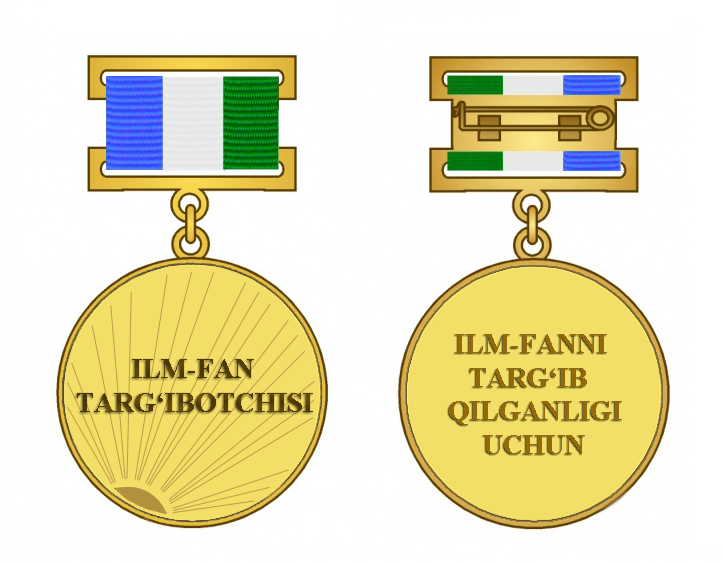 ILM-FAN
TARG‘IBOTCHISI
ILM-FANNI
TARG‘IB
QILGANLIGI
UCHUN